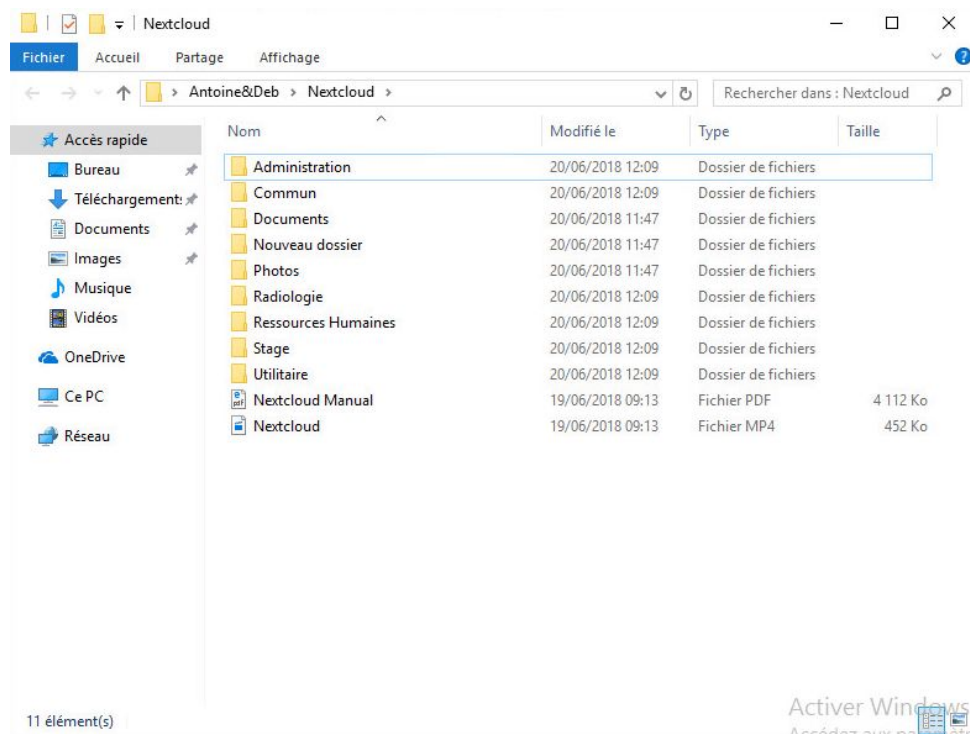 Nextcloud
Fichier Accueil Partage Affichage
Antoine&Deb > Nextcloud >
Rechercher dans : Nextcloud
Accès rapide
Bureau
Téléchargement:
Documents
Images
Musique
Vidéos
OneDrive
Ce PC
Réseau
Nom Modifié le Type Taille
Administration 20/06/2018 12:09 Dossier de fichiers
Commun 20/06/2018 12:09 Dossier de fichiers
Documents 20/06/2018 11:47 Dossier de fichiers
Nouveau dossier 20/06/2018 11:47 Dossier de fichiers
Photos 20/06/2018 11:47 Dossier de fichiers
Radiologie 20/06/2018 12:09 Dossier de fichiers
Ressources Humaines 20/06/2018 12:09 Dossier de fichiers
Stage 20/06/2018 12:09 Dossier de fichiers
Utilitaire 20/06/2018 12:09 Dossier de fichiers
Nextcloud Manual 19/06/2018 09:13 Fichier PDF 4 112 Ko
Nextcloud 19/06/2018 09:13 Fichier MP4 452 Ko
11 élément(s)
Activer Windows